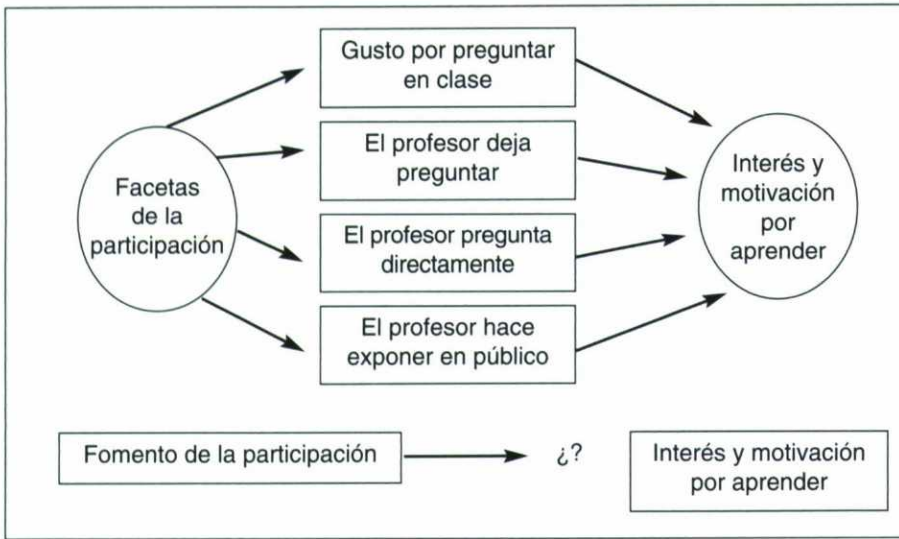 Gusto por preguntar
en clase
El profesor deja
preguntar
Facetas
de la
participación
Interés y
motivación
por
aprender
El profesor pregunta
directamente
El profesor hace
exponer en público
Fomento de la participación
¿?
Interés y motivación
por aprender